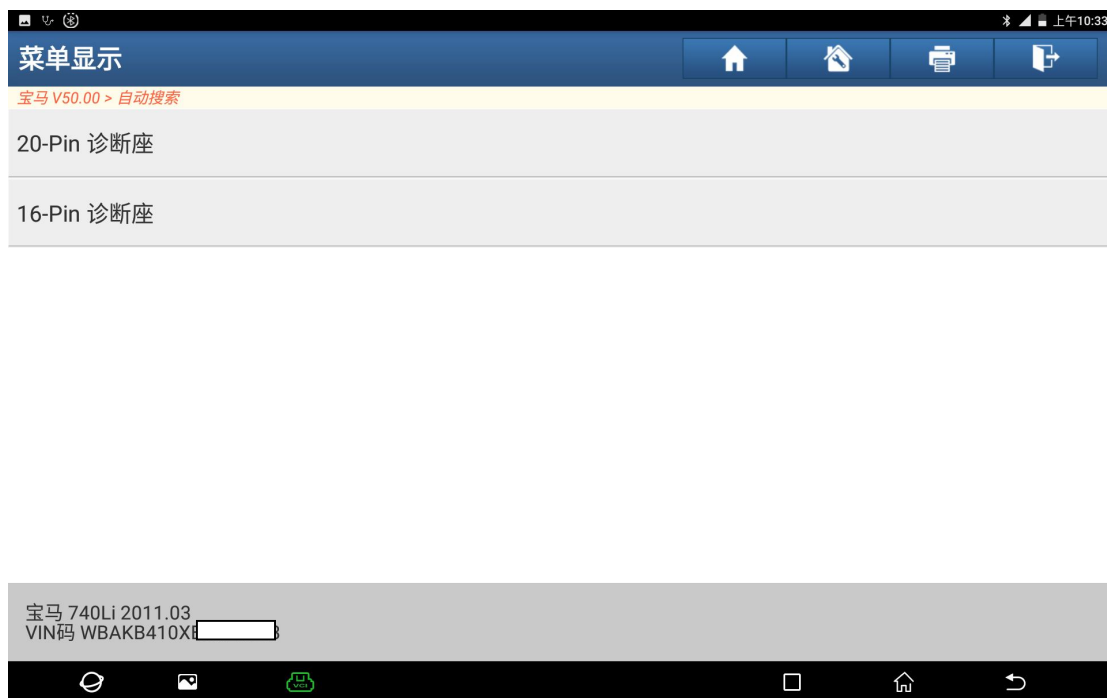 上午10:33
菜单显示
宝马 V50.00 > 自动搜索
20-Pin 诊断座
16-Pin 诊断座
宝马 740Li 2011.03
VIN码 WBAKB410X
VCI